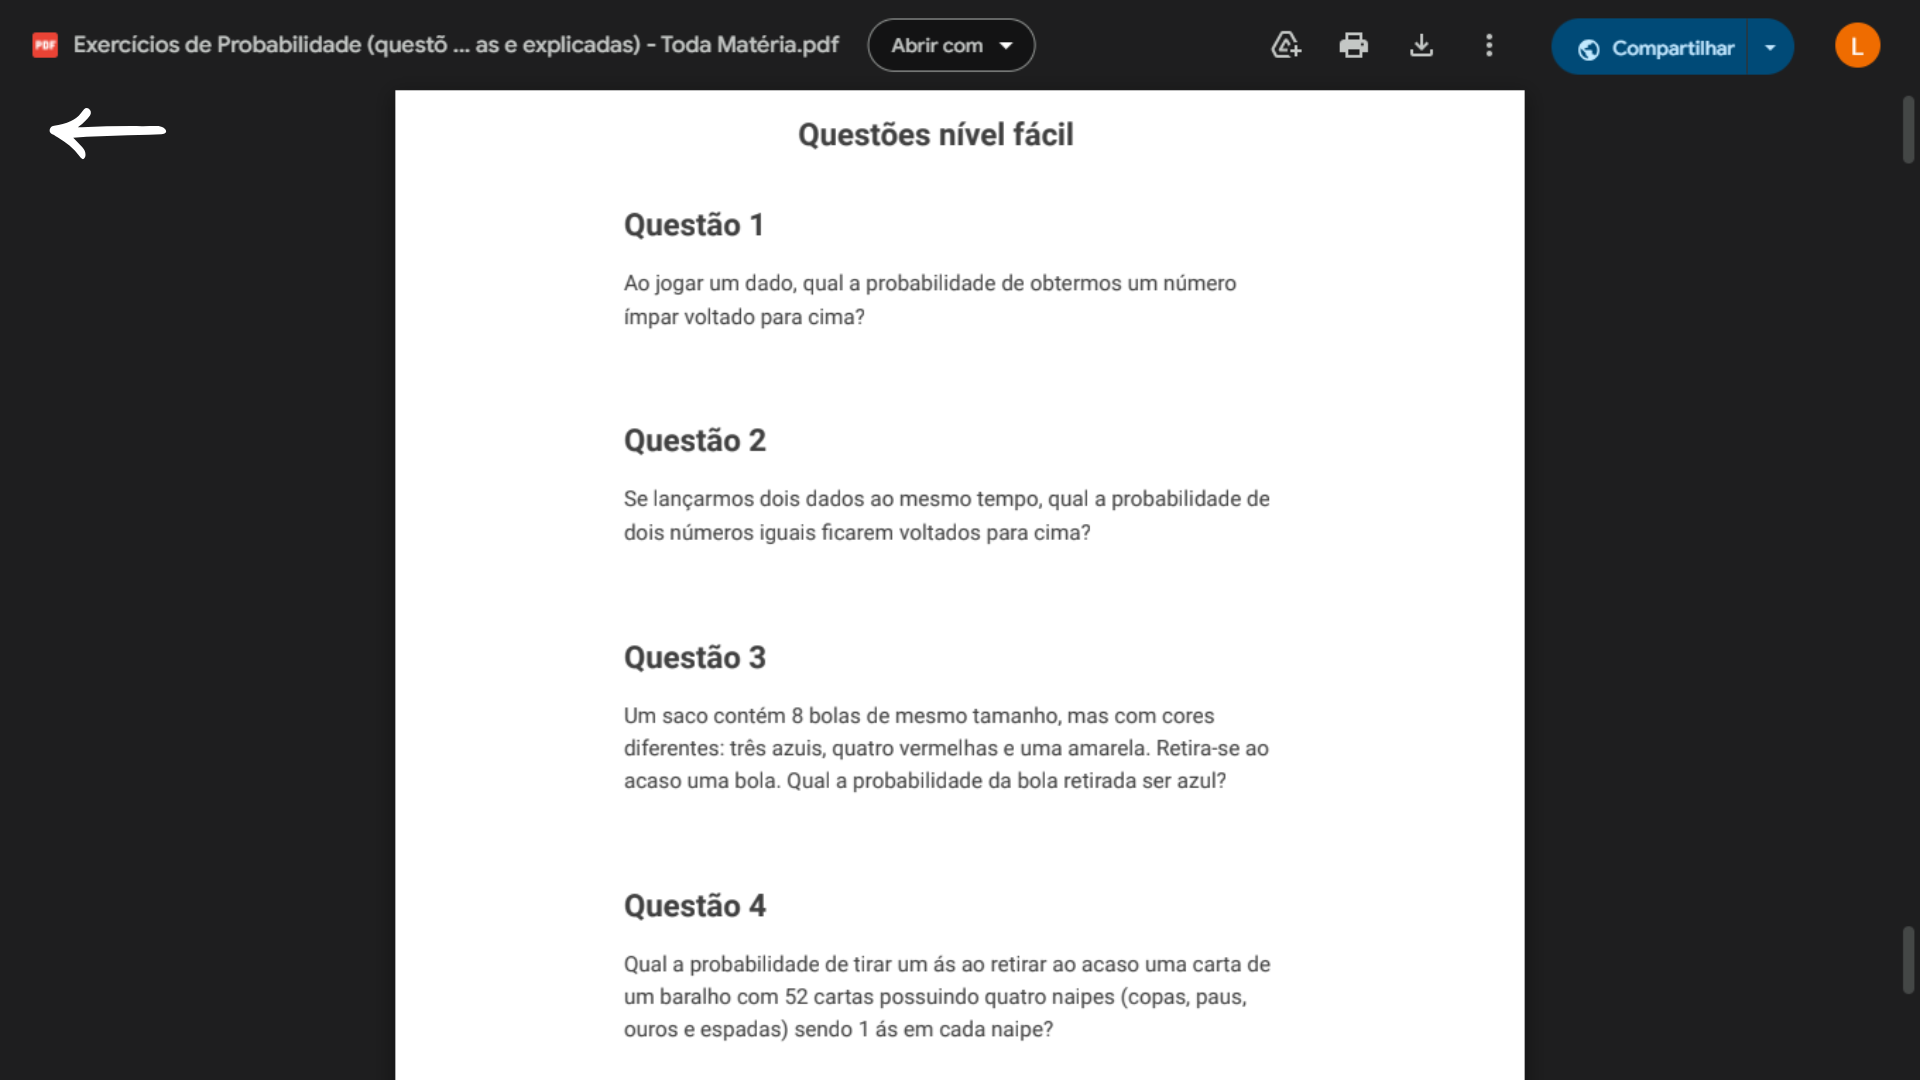 PDF Exercícios de Probabilidade (questõ ... as e explicadas) - Toda Matéria.pdf Abrir com Compartilhar L
Questões nível fácil
Questão 1
Ao jogar um dado, qual a probabilidade de obtermos um número
ímpar voltado para cima?
Questão 2
Se lançarmos dois dados ao mesmo tempo, qual a probabilidade de
dois números iguais ficarem voltados para cima?
Questão 3
Um saco contém 8 bolas de mesmo tamanho, mas com cores
diferentes: três azuis, quatro vermelhas e uma amarela. Retira-se ao
acaso uma bola. Qual a probabilidade da bola retirada ser azul?
Questão 4
Qual a probabilidade de tirar um ás ao retirar ao acaso uma carta de
um baralho com 52 cartas possuindo quatro naipes (copas, paus,
ouros e espadas) sendo 1 ás em cada naipe?